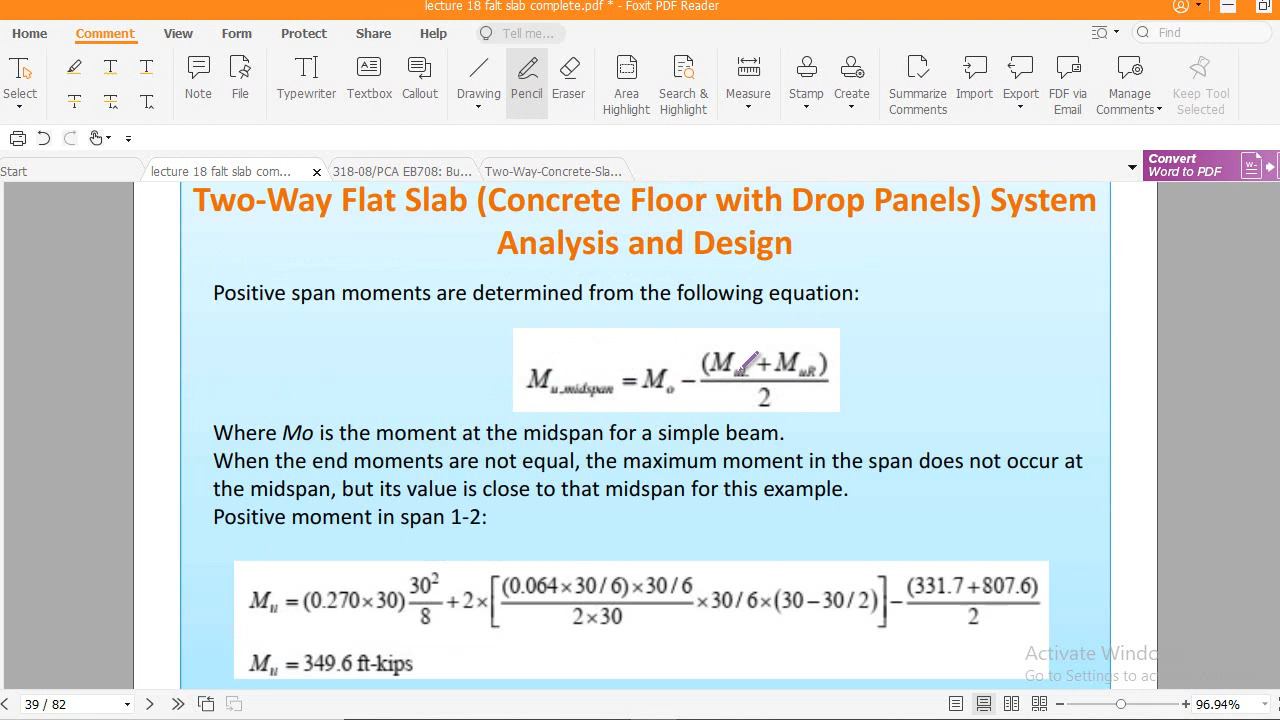 lecture 18 falt slab complete.pdf * - Foxit PDF Reader
Home Comment View Form Protect Share Help Tell me... Find
Select Note File Typewriter Textbox Callout Drawing Pencil Eraser Area Highlight Search & Highlight Measure Stamp Create Summarize Comments Import Export FDF via Email Manage Comments Keep Tool Selected
Start lecture 18 falt slab com... 318-08/PCA EB708: Bu... Two-Way-Concrete-Sla... Convert Word to PDF
Two-Way Flat Slab (Concrete Floor with Drop Panels) System
Analysis and Design
Positive span moments are determined from the following equation:
M_{u,midspan} = M_o − (M_{uL} + M_{uR}) / 2
Where Mo is the moment at the midspan for a simple beam.
When the end moments are not equal, the maximum moment in the span does not occur at
the midspan, but its value is close to that midspan for this example.
Positive moment in span 1-2:
M_u = (0.270×30) 30² / 8 + 2×[ (0.064×30/6)×30/6 / 2×30 ×30/6×(30−30/2) ] − (331.7+807.6) / 2
M_u = 349.6 ft-kips
Activate Windo
Go to Settings to ac
39 / 82 96.94%